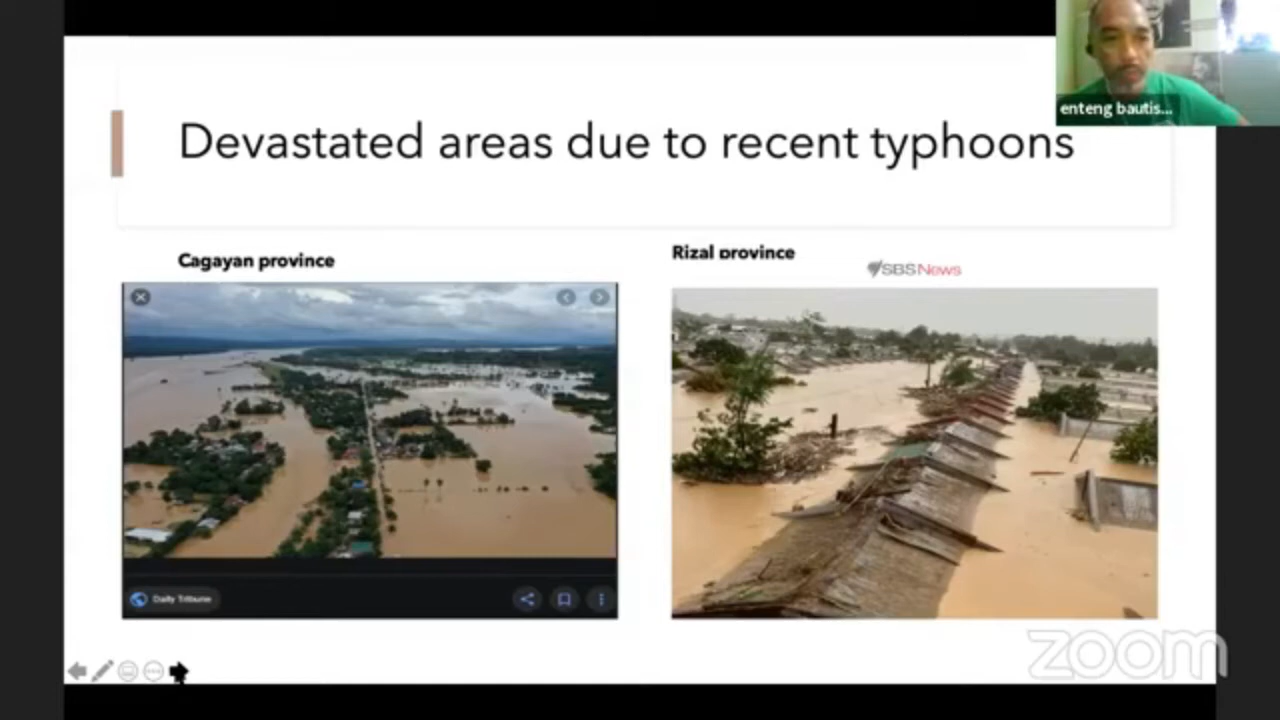 enteng bautis...
Devastated areas due to recent typhoons
Cagayan province
Rizal province
SBS News
Daily Tribune
zoom